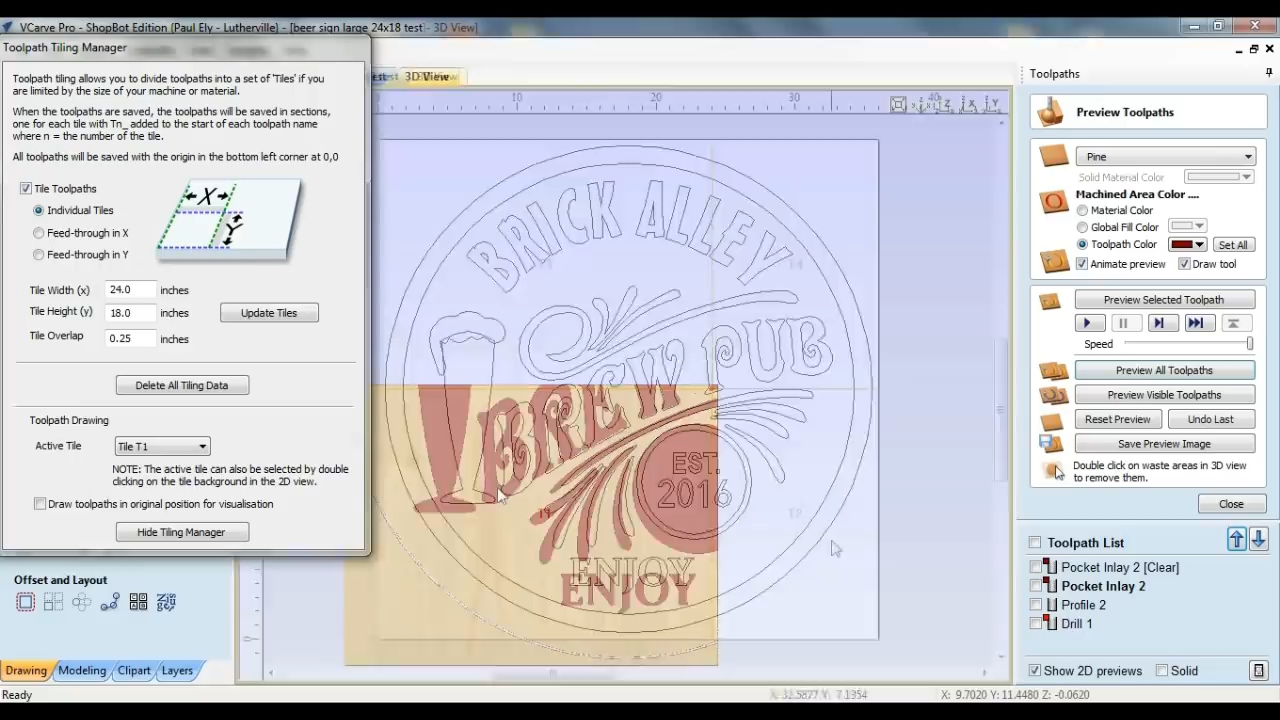 VCarve Pro - ShopBot Edition (Paul Ely - Lutherville) - [beer sign large 24x18 test - 3D View]
Toolpath Tiling Manager
Toolpath tiling allows you to divide toolpaths into a set of 'Tiles' if you
are limited by the size of your machine or material.
When the toolpaths are saved, the toolpaths will be saved in sections,
one for each tile with Tn_ added to the start of each toolpath name
where n = the number of the tile.
All toolpaths will be saved with the origin in the bottom left corner at 0,0
Tile Toolpaths
Individual Tiles
Feed-through in X
Feed-through in Y
X
Y
Tile Width (x) 24.0 inches
Tile Height (y) 18.0 inches Update Tiles
Tile Overlap 0.25 inches
Delete All Tiling Data
Toolpath Drawing
Active Tile Tile T1
NOTE: The active tile can also be selected by double
clicking on the tile background in the 2D view.
Draw toolpaths in original position for visualisation
Hide Tiling Manager
Offset and Layout
Drawing Modeling Clipart Layers
Ready
3D View
10 20 30 40
BRICK ALLEY
BREW PUB
EST.
2016
ENJOY
ENJOY
T1
T2
T4
X: 9.7020 Y: 11.4480 Z: -0.0620
Toolpaths
Preview Toolpaths
Pine
Solid Material Color
Machined Area Color ....
Material Color
Global Fill Color
Toolpath Color Set All
Animate preview Draw tool
Preview Selected Toolpath
Speed
Preview All Toolpaths
Preview Visible Toolpaths
Reset Preview Undo Last
Save Preview Image
Double click on waste areas in 3D view
to remove them.
Close
Toolpath List
Pocket Inlay 2 [Clear]
Pocket Inlay 2
Profile 2
Drill 1
Show 2D previews Solid